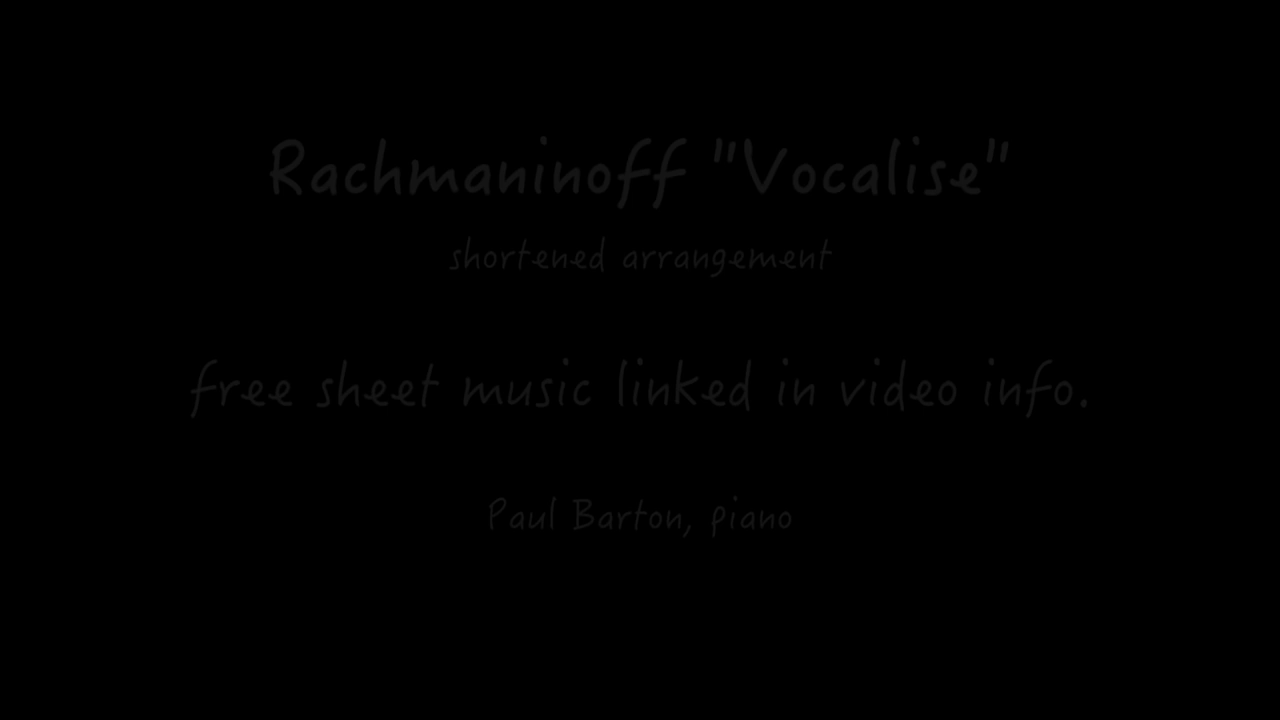 Rachmaninoff "Vocalise"
shortened arrangement
free sheet music linked in video info.
Paul Barton, piano